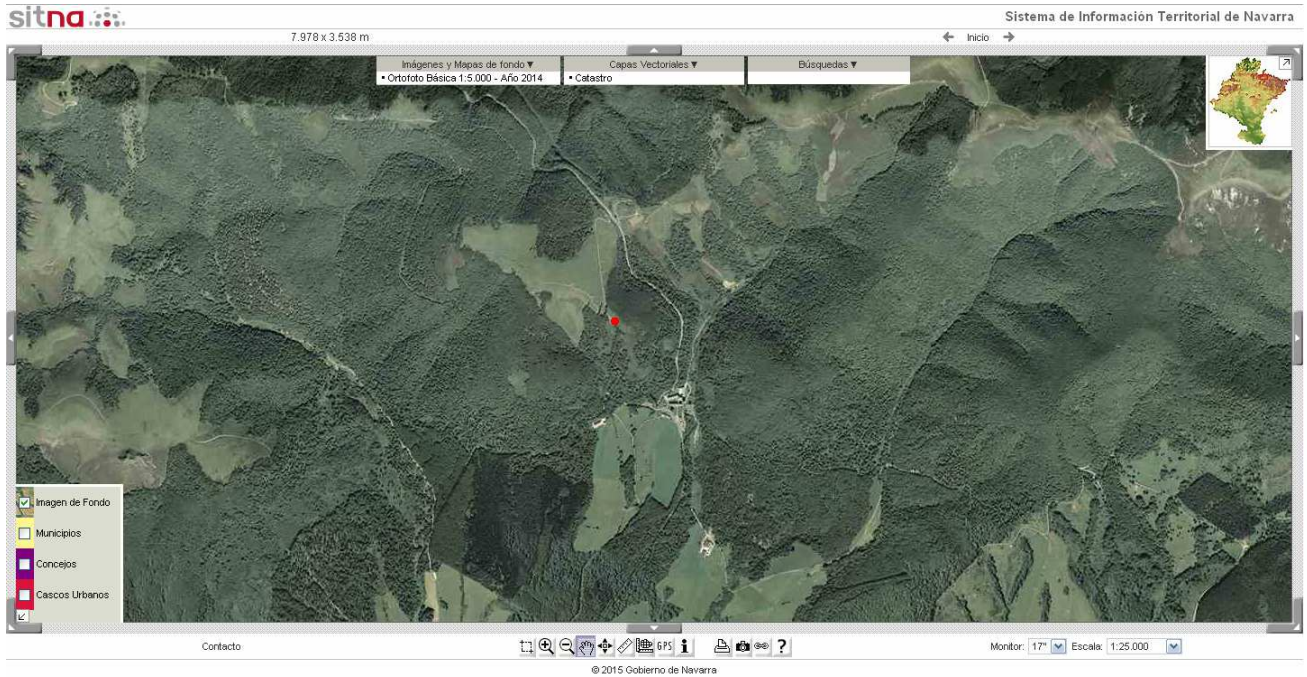 sitna
Sistema de Información Territorial de Navarra
7.978 x 3.538 m
Inicio
Imágenes y Mapas de fondo ▼
Capas Vectoriales ▼
Búsquedas ▼
▪ Ortofoto Básica 1:5.000 - Año 2014
▪ Catastro
Imagen de Fondo
Municipios
Concejos
Cascos Urbanos
Contacto
GPS
i
?
Monitor: 17"
Escala: 1:25.000
© 2015 Gobierno de Navarra